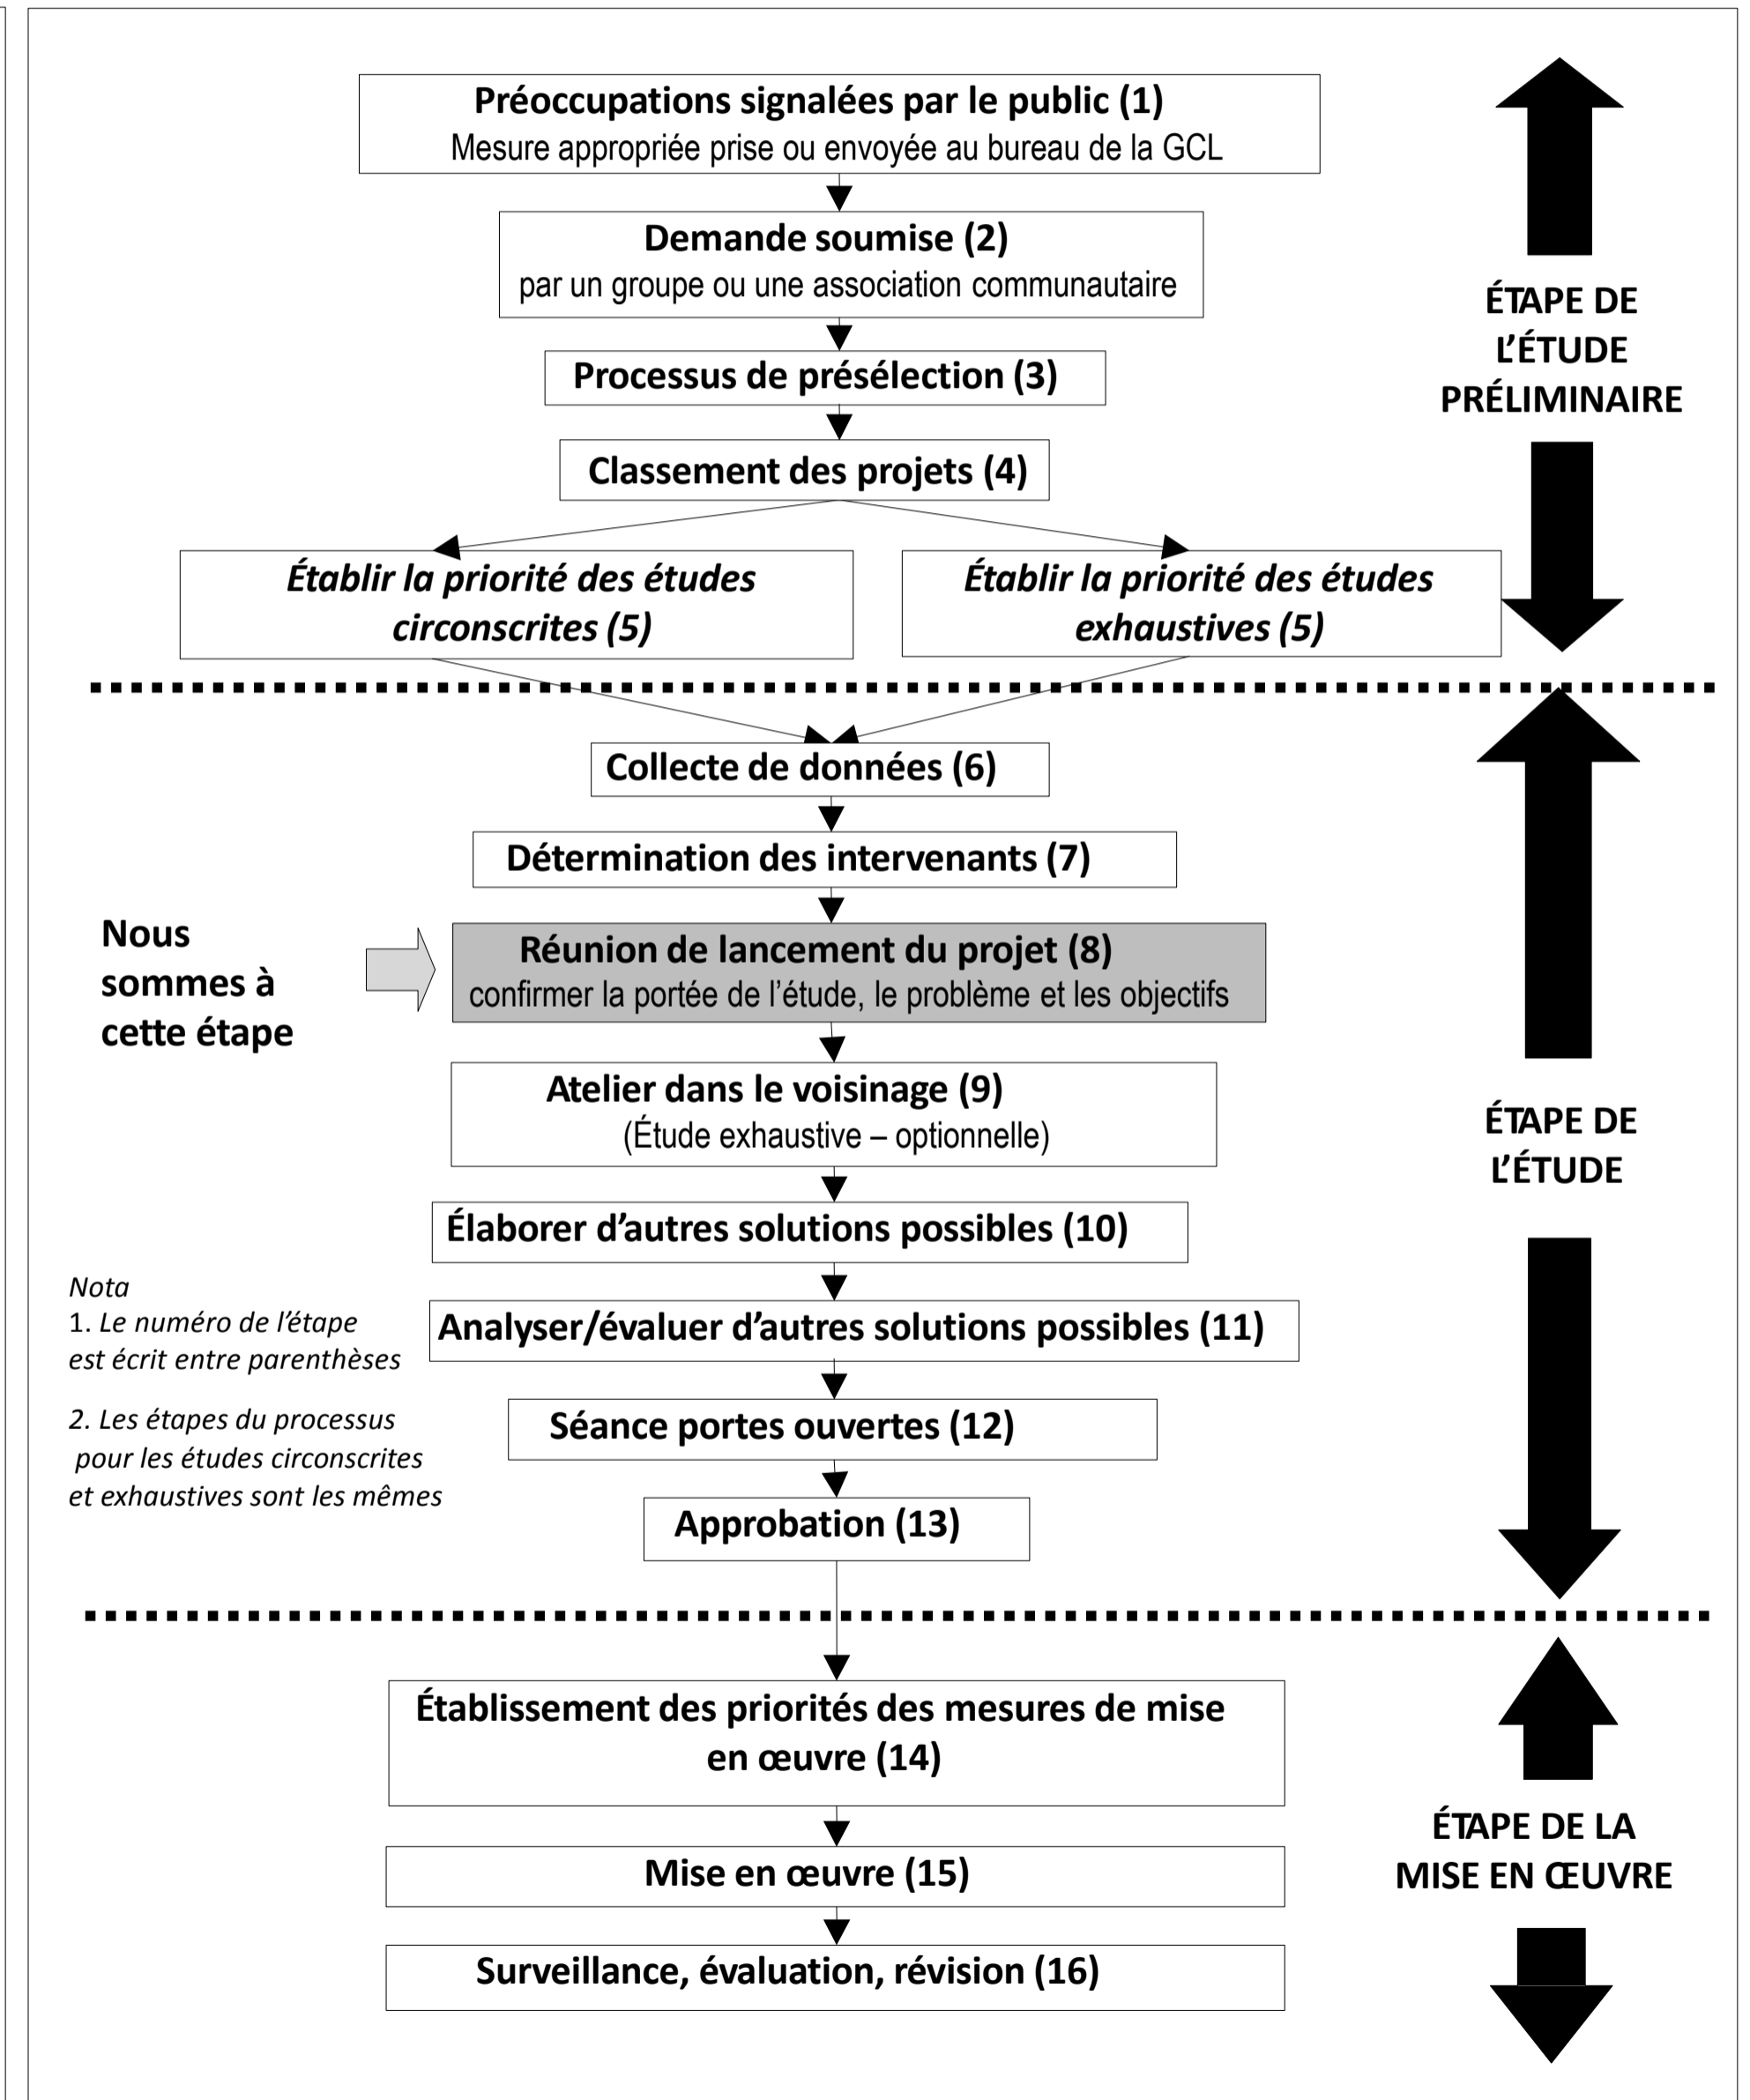 Préoccupations signalées par le public (1)
Mesure appropriée prise ou envoyée au bureau de la GCL
Demande soumise (2)
par un groupe ou une association communautaire
Processus de présélection (3)
Classement des projets (4)
Établir la priorité des études
circonscrites (5)
Établir la priorité des études
exhaustives (5)
ÉTAPE DE
L’ÉTUDE
PRÉLIMINAIRE
Collecte de données (6)
Détermination des intervenants (7)
Nous
sommes à
cette étape
Réunion de lancement du projet (8)
confirmer la portée de l’étude, le problème et les objectifs
Atelier dans le voisinage (9)
(Étude exhaustive – optionnelle)
Élaborer d’autres solutions possibles (10)
Analyser/évaluer d’autres solutions possibles (11)
Séance portes ouvertes (12)
Approbation (13)
ÉTAPE DE
L’ÉTUDE
Nota
1. Le numéro de l’étape
est écrit entre parenthèses
2. Les étapes du processus
pour les études circonscrites
et exhaustives sont les mêmes
Établissement des priorités des mesures de mise
en œuvre (14)
Mise en œuvre (15)
Surveillance, évaluation, révision (16)
ÉTAPE DE LA
MISE EN ŒUVRE